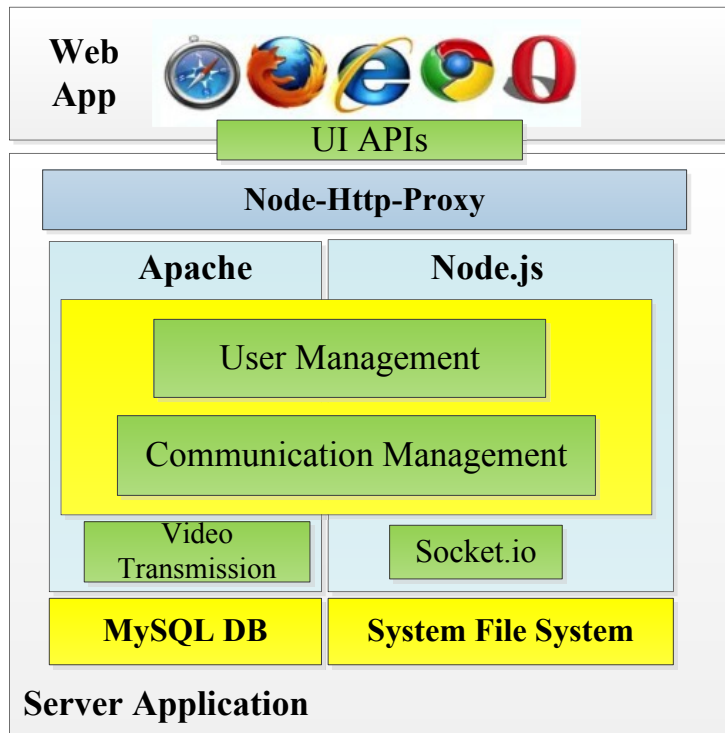 Web
App
UI APIs
Node-Http-Proxy
Apache
Node.js
User Management
Communication Management
Video
Transmission
Socket.io
MySQL DB
System File System
Server Application